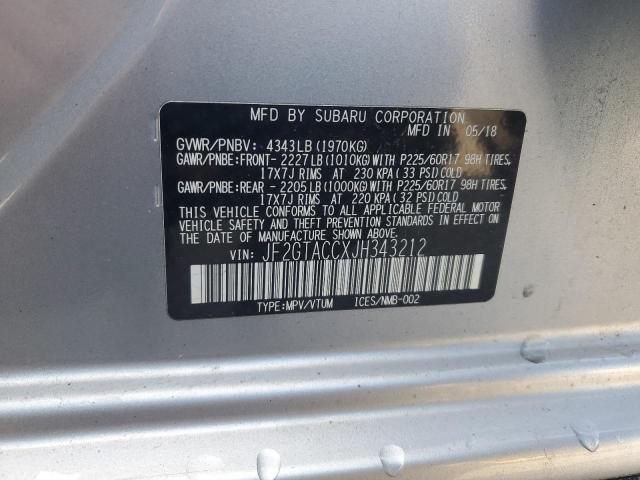 MFD BY SUBARU CORPORATION
MADE IN 05/18
GVWR/PNBV: 4343LB(1970KG)
GAWR/PNBE:FRONT- 2227LB(1010KG)WITH P225/60R17 98H TIRES,
17X7J RIMS AT 230 KPA( 33 PSI)COLD
GAWR/PNBE:REAR - 2205LB(1000KG)WITH P225/60R17 98H TIRES,
17X7J RIMS AT 220 KPA( 32 PSI)COLD
THIS VEHICLE CONFORMS TO ALL APPLICABLE FEDERAL MOTOR
VEHICLE SAFETY AND THEFT PREVENTION STANDARDS IN EFFECT
ON THE DATE OF MANUFACTURE SHOWN ABOVE.
VIN: JF2GTACCXJH343212
TYPE:MPV/VTUM ICES/NMB-002